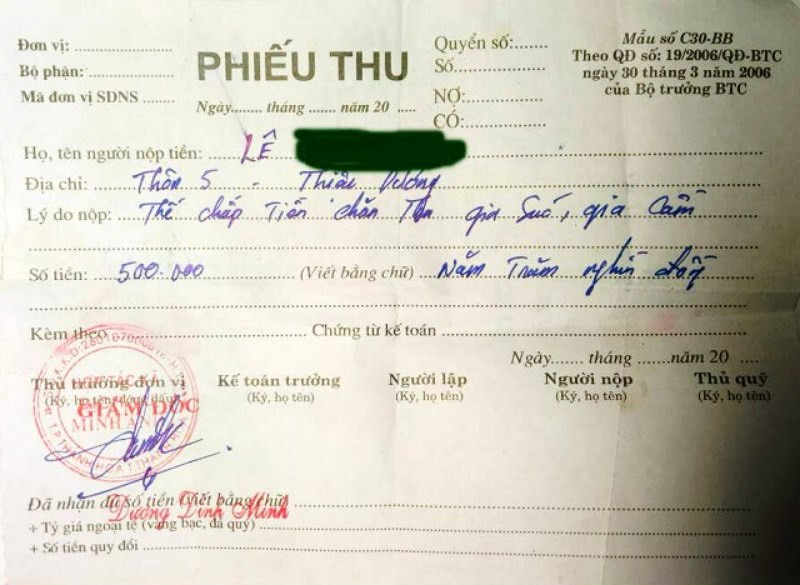 Đơn vị: Quyển số: Mẫu số C30-BB
Bộ phận: PHIẾU THU Số Theo QĐ số: 19/2006/QĐ-BTC
Mã đơn vị SDNS ngày 30 tháng 3 năm 2006
Ngày........ tháng ....... năm 20 ..... NỢ: của Bộ trưởng BTC
CÓ:
Họ, tên người nộp tiền: LÊ
Địa chỉ: Thôn 5 - Thiệu Dương
Lý do nộp: Thế chấp Tiền chăn gia Súc, gia Cầm
Số tiền: 500.000 (Viết bằng chữ) Năm Trăm nghìn đồng
Kèm theo Chứng từ kế toán
Ngày....... tháng .......năm 20 .....
Thủ trưởng đơn vị Kế toán trưởng Người lập Người nộp Thủ quỹ
(Ký, họ tên, đóng dấu) (Ký, họ tên) (Ký, họ tên) (Ký, họ tên) (Ký, họ tên)
GIÁM ĐỐC
MINH AN
Đã nhận đủ số tiền (Viết bằng chữ)
Dương Đình Minh
+ Tỷ giá ngoại tệ (vàng bạc, đá quý)
+ Số tiền quy đổi